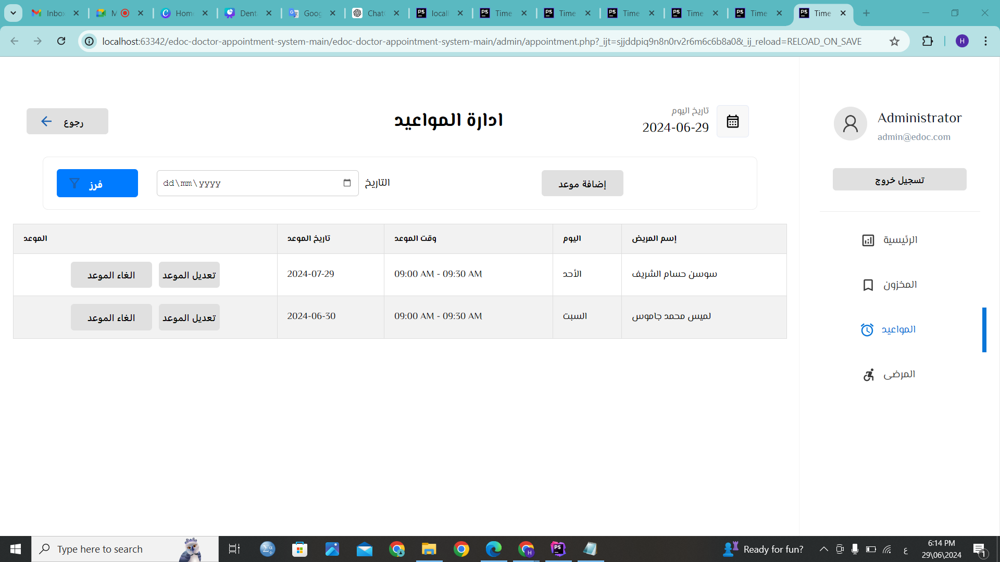 Inbo
M
Hom
Dent
Goog
Chat
locall
Time
Time
Time
Time
Time
Time
localhost:63342/edoc-doctor-appointment-system-main/edoc-doctor-appointment-system-main/admin/appointment.php?_ijt=sjjddpiq9n8n0rv2r6m6c6b8a0&_ij_reload=RELOAD_ON_SAVE
H
Administrator
admin@edoc.com
تسجيل خروج
الرئيسية
المخزون
المواعيد
المرضى
تاريخ اليوم
2024-06-29
ادارة المواعيد
رجوع
إضافة موعد
التاريخ
dd\mm\yyyy
فرز
إسم المريض اليوم وقت الموعد تاريخ الموعد الموعد
سوسن حسام الشريف الأحد 09:00 AM - 09:30 AM 2024-07-29 تعديل الموعد الغاء الموعد
لميس محمد جاموس السبت 09:00 AM - 09:30 AM 2024-06-30 تعديل الموعد الغاء الموعد
Type here to search
Ready for fun?
ع
6:14 PM
29\06\2024
1